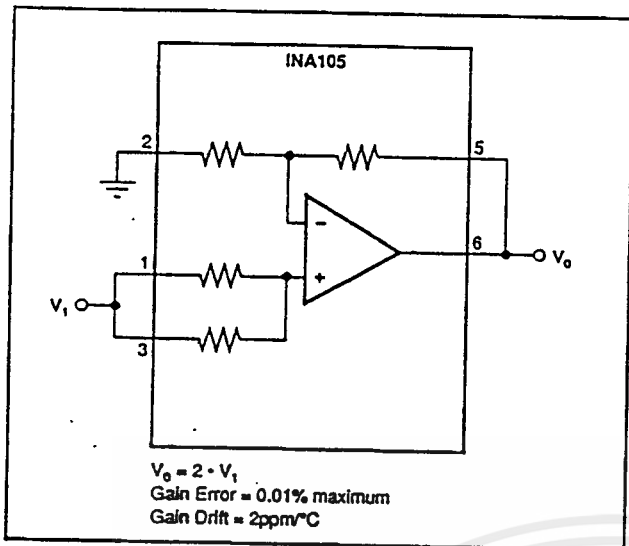 INA105
2
5
−
6
V₀
1
+
V₁
3
V₀ = 2 • V₁
Gain Error = 0.01% maximum
Gain Drift = 2ppm/°C